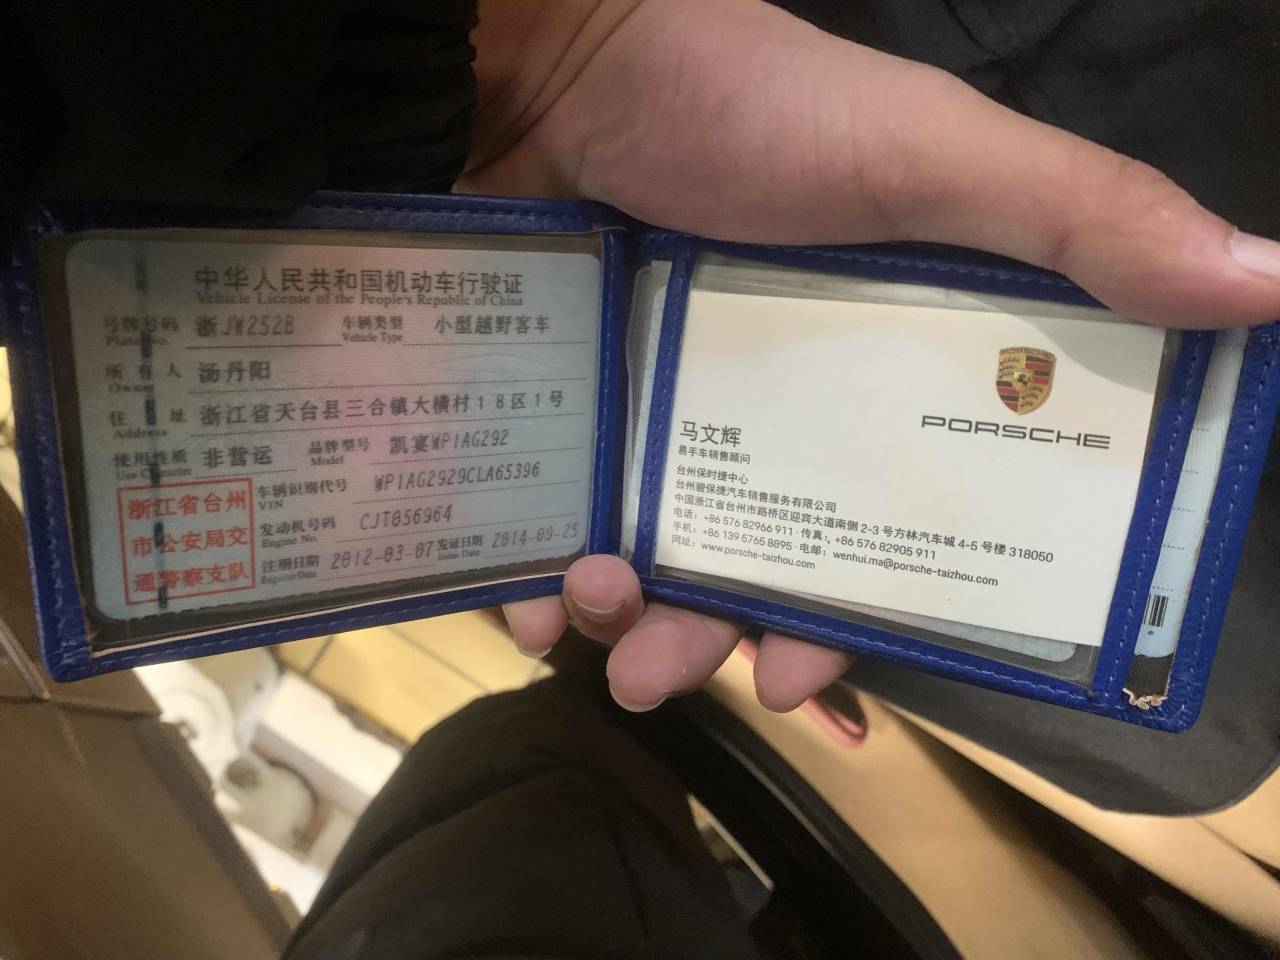 中华人民共和国机动车行驶证
Vehicle License of the People's Republic of China
号牌号码 浙JW252B 车辆类型 小型越野客车
Plate No. Vehicle Type
所有人 汤丹阳
Owner
住址 浙江省天台县三合镇大横村18区1号
Address
使用性质 非营运 品牌型号 凯宴WP1AG292
Use Character Model
车辆识别代号 WP1AG2929CLA65396
VIN
发动机号码 CJT056964
Engine No.
注册日期 2012-03-07 发证日期 2014-09-25
Register Date Issue Date
浙江省台州
市公安局交
通警察支队
PORSCHE
马文辉
易手车销售顾问
台州保时捷中心
台州骏保捷汽车销售服务有限公司
中国浙江省台州市路桥区迎宾大道南侧 2-3 号方林汽车城 4-5 号楼 318050
电话：+86 576 82966 911 · 传真：+86 576 82905 911
手机：+86 139 5765 8895 · 电邮：wenhui.ma@porsche-taizhou.com
网址：www.porsche-taizhou.com